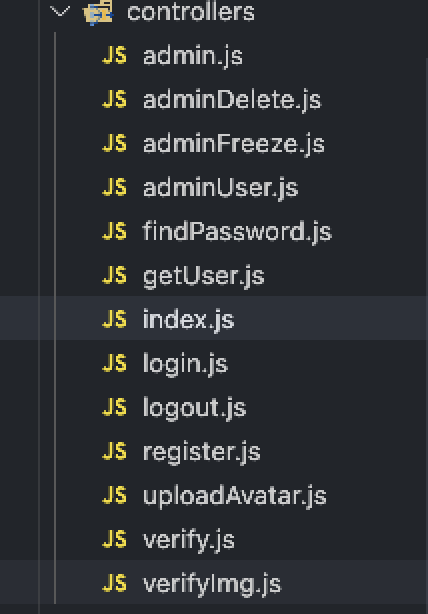 controllers
JS admin.js
JS adminDelete.js
JS adminFreeze.js
JS adminUser.js
JS findPassword.js
JS getUser.js
JS index.js
JS login.js
JS logout.js
JS register.js
JS uploadAvatar.js
JS verify.js
JS verifyImg.js